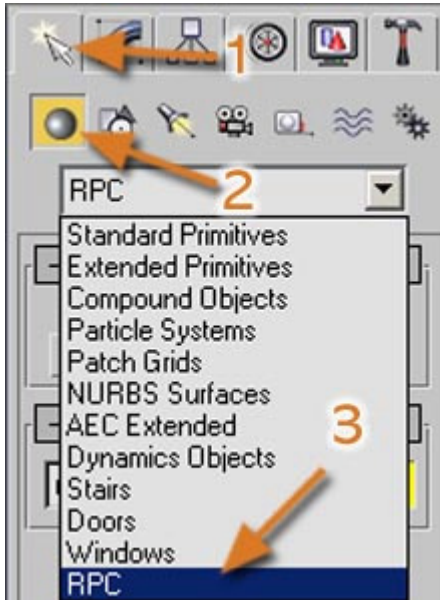 1
2
RPC
Standard Primitives
Extended Primitives
Compound Objects
Particle Systems
Patch Grids
NURBS Surfaces
AEC Extended
3
Dynamics Objects
Stairs
Doors
Windows
RPC